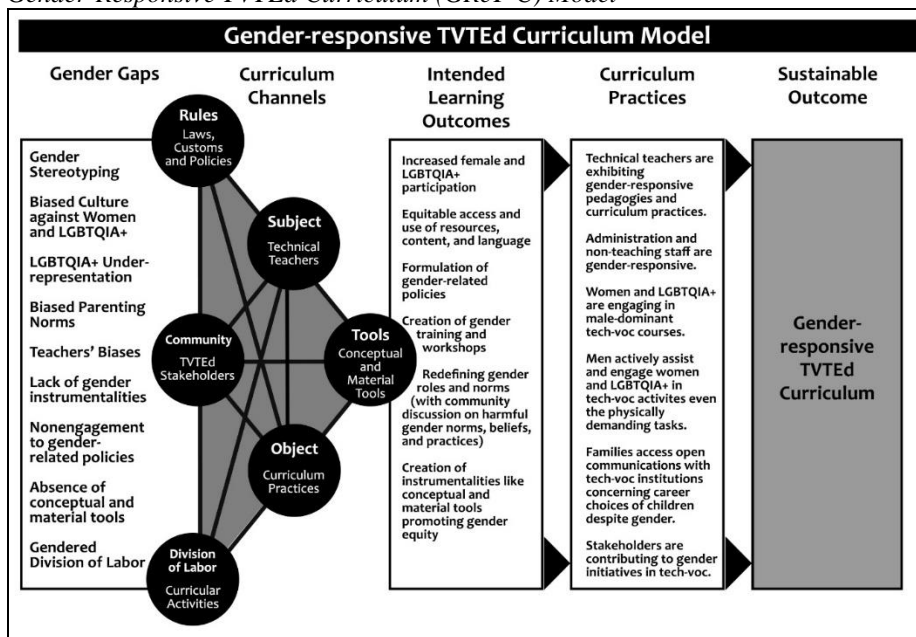 Gender-Responsive TVTEd Curriculum (GReT-C) Model
Gender-responsive TVTEd Curriculum Model
Gender Gaps
Curriculum
Channels
Intended
Learning
Outcomes
Curriculum
Practices
Sustainable
Outcome
Gender
Stereotyping
Biased Culture
against Women
and LGBTQIA+
LGBTQIA+ Under-
representation
Biased Parenting
Norms
Teachers' Biases
Lack of gender
instrumentalities
Nonengagement
to gender-
related policies
Absence of
conceptual and
material tools
Gendered
Division of Labor
Rules
Laws,
Customs
and Policies
Subject
Technical
Teachers
Community
TVTEd
Stakeholders
Tools
Conceptual
and
Material
Tools
Object
Curriculum
Practices
Division
of Labor
Curricular
Activities
Increased female and
LGBTQIA+
participation
Equitable access and
use of resources,
content, and language
Formulation of
gender-related
policies
Creation of gender
training and
workshops
Redefining gender
roles and norms
(with community
discussion on harmful
gender norms, beliefs,
and practices)
Creation of
instrumentalities like
conceptual and
material tools
promoting gender
equity
Technical teachers are
exhibiting
gender-responsive
pedagogies and
curriculum practices.
Administration and
non-teaching staff are
gender-responsive.
Women and LGBTQIA+
are engaging in
male-dominant
tech-voc courses.
Men actively assist
and engage women
and LGBTQIA+ in
tech-voc activites even
the physically
demanding tasks.
Families access open
communications with
tech-voc institutions
concerning career
choices of children
despite gender.
Stakeholders are
contributing to gender
initiatives in tech-voc.
Gender-
responsive
TVTEd
Curriculum